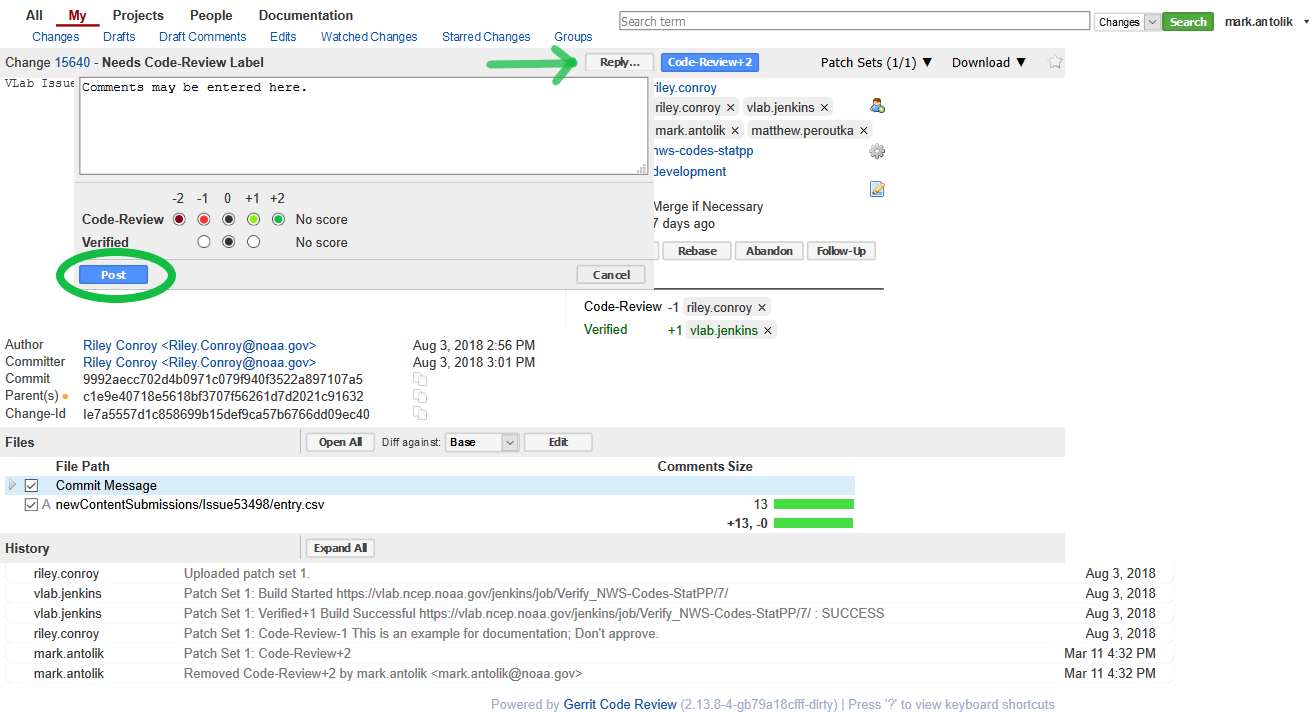 All My Projects People Documentation
Search term Changes Search mark.antolik
Changes Drafts Draft Comments Edits Watched Changes Starred Changes Groups
Change 15640 - Needs Code-Review Label Reply... Code-Review+2 Patch Sets (1/1) ▼ Download ▼
VLab Issue
Comments may be entered here.
riley.conroy
riley.conroy × vlab.jenkins ×
mark.antolik × matthew.peroutka ×
nws-codes-statpp
development
Merge if Necessary
7 days ago
-2 -1 0 +1 +2
Code-Review No score
Verified No score
Rebase Abandon Follow-Up
Post Cancel
Code-Review -1 riley.conroy ×
Verified +1 vlab.jenkins ×
Author Riley Conroy <Riley.Conroy@noaa.gov> Aug 3, 2018 2:56 PM
Committer Riley Conroy <Riley.Conroy@noaa.gov> Aug 3, 2018 3:01 PM
Commit 9992aecc702d4b0971c079f940f3522a897107a5
Parent(s) c1e9e40718e5618bf3707f56261d7d2021c91632
Change-Id Ie7a5557d1c858699b15def9ca57b6766dd09ec40
Files Open All Diff against: Base Edit
File Path Comments Size
Commit Message
A newContentSubmissions/Issue53498/entry.csv 13
+13, -0
History Expand All
riley.conroy Uploaded patch set 1. Aug 3, 2018
vlab.jenkins Patch Set 1: Build Started https://vlab.ncep.noaa.gov/jenkins/job/Verify_NWS-Codes-StatPP/7/ Aug 3, 2018
vlab.jenkins Patch Set 1: Verified+1 Build Successful https://vlab.ncep.noaa.gov/jenkins/job/Verify_NWS-Codes-StatPP/7/ : SUCCESS Aug 3, 2018
riley.conroy Patch Set 1: Code-Review-1 This is an example for documentation; Don't approve. Aug 3, 2018
mark.antolik Patch Set 1: Code-Review+2 Mar 11 4:32 PM
mark.antolik Removed Code-Review+2 by mark.antolik <mark.antolik@noaa.gov> Mar 11 4:32 PM
Powered by Gerrit Code Review (2.13.8-4-gb79a18cfff-dirty) | Press '?' to view keyboard shortcuts